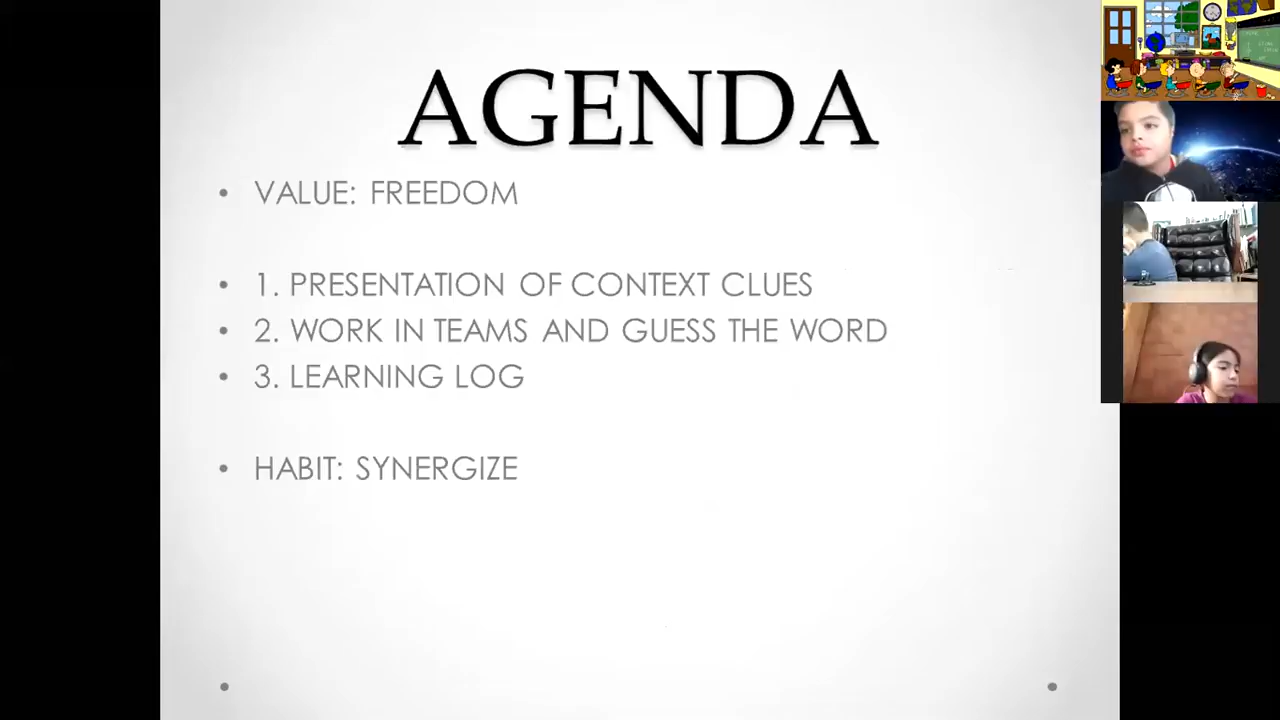 AGENDA
• VALUE: FREEDOM
• 1. PRESENTATION OF CONTEXT CLUES
• 2. WORK IN TEAMS AND GUESS THE WORD
• 3. LEARNING LOG
• HABIT: SYNERGIZE